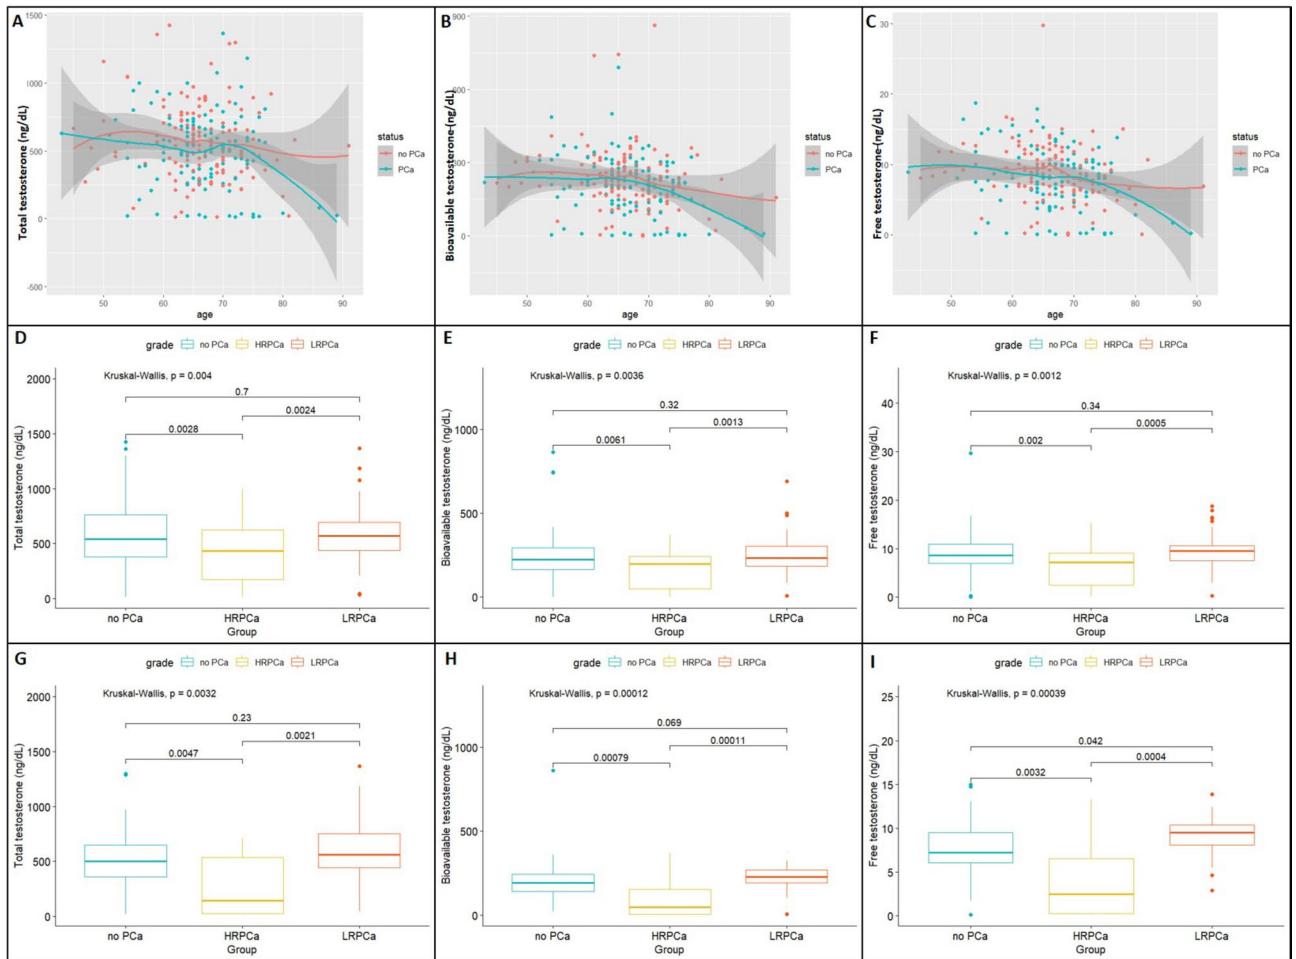 A
Total testosterone (ng/dL)
1500
1000
500
0
-500
50
60
70
80
90
age
status
no PCa
PCa
B
Bioavailable testosterone (ng/dL)
900
600
300
0
50
60
70
80
90
age
status
no PCa
PCa
C
Free testosterone (ng/dL)
30
20
10
0
50
60
70
80
90
age
status
no PCa
PCa
D
grade no PCa HRPCa LRPCa
Kruskal-Wallis, p = 0.004
0.7
0.0024
0.0028
Total testosterone (ng/dL)
2000
1500
1000
500
0
no PCa HRPCa LRPCa
Group
E
grade no PCa HRPCa LRPCa
Kruskal-Wallis, p = 0.0036
0.32
0.0013
0.0061
Bioavailable testosterone (ng/dL)
1000
500
0
no PCa HRPCa LRPCa
Group
F
grade no PCa HRPCa LRPCa
Kruskal-Wallis, p = 0.0012
0.34
0.0005
0.002
Free testosterone (ng/dL)
40
30
20
10
0
no PCa HRPCa LRPCa
Group
G
grade no PCa HRPCa LRPCa
Kruskal-Wallis, p = 0.0032
0.23
0.0021
0.0047
Total testosterone (ng/dL)
2000
1500
1000
500
0
no PCa HRPCa LRPCa
Group
H
grade no PCa HRPCa LRPCa
Kruskal-Wallis, p = 0.00012
0.069
0.00011
0.00079
Bioavailable testosterone (ng/dL)
1000
500
0
no PCa HRPCa LRPCa
Group
I
grade no PCa HRPCa LRPCa
Kruskal-Wallis, p = 0.00039
0.042
0.0004
0.0032
Free testosterone (ng/dL)
25
20
15
10
5
0
no PCa HRPCa LRPCa
Group